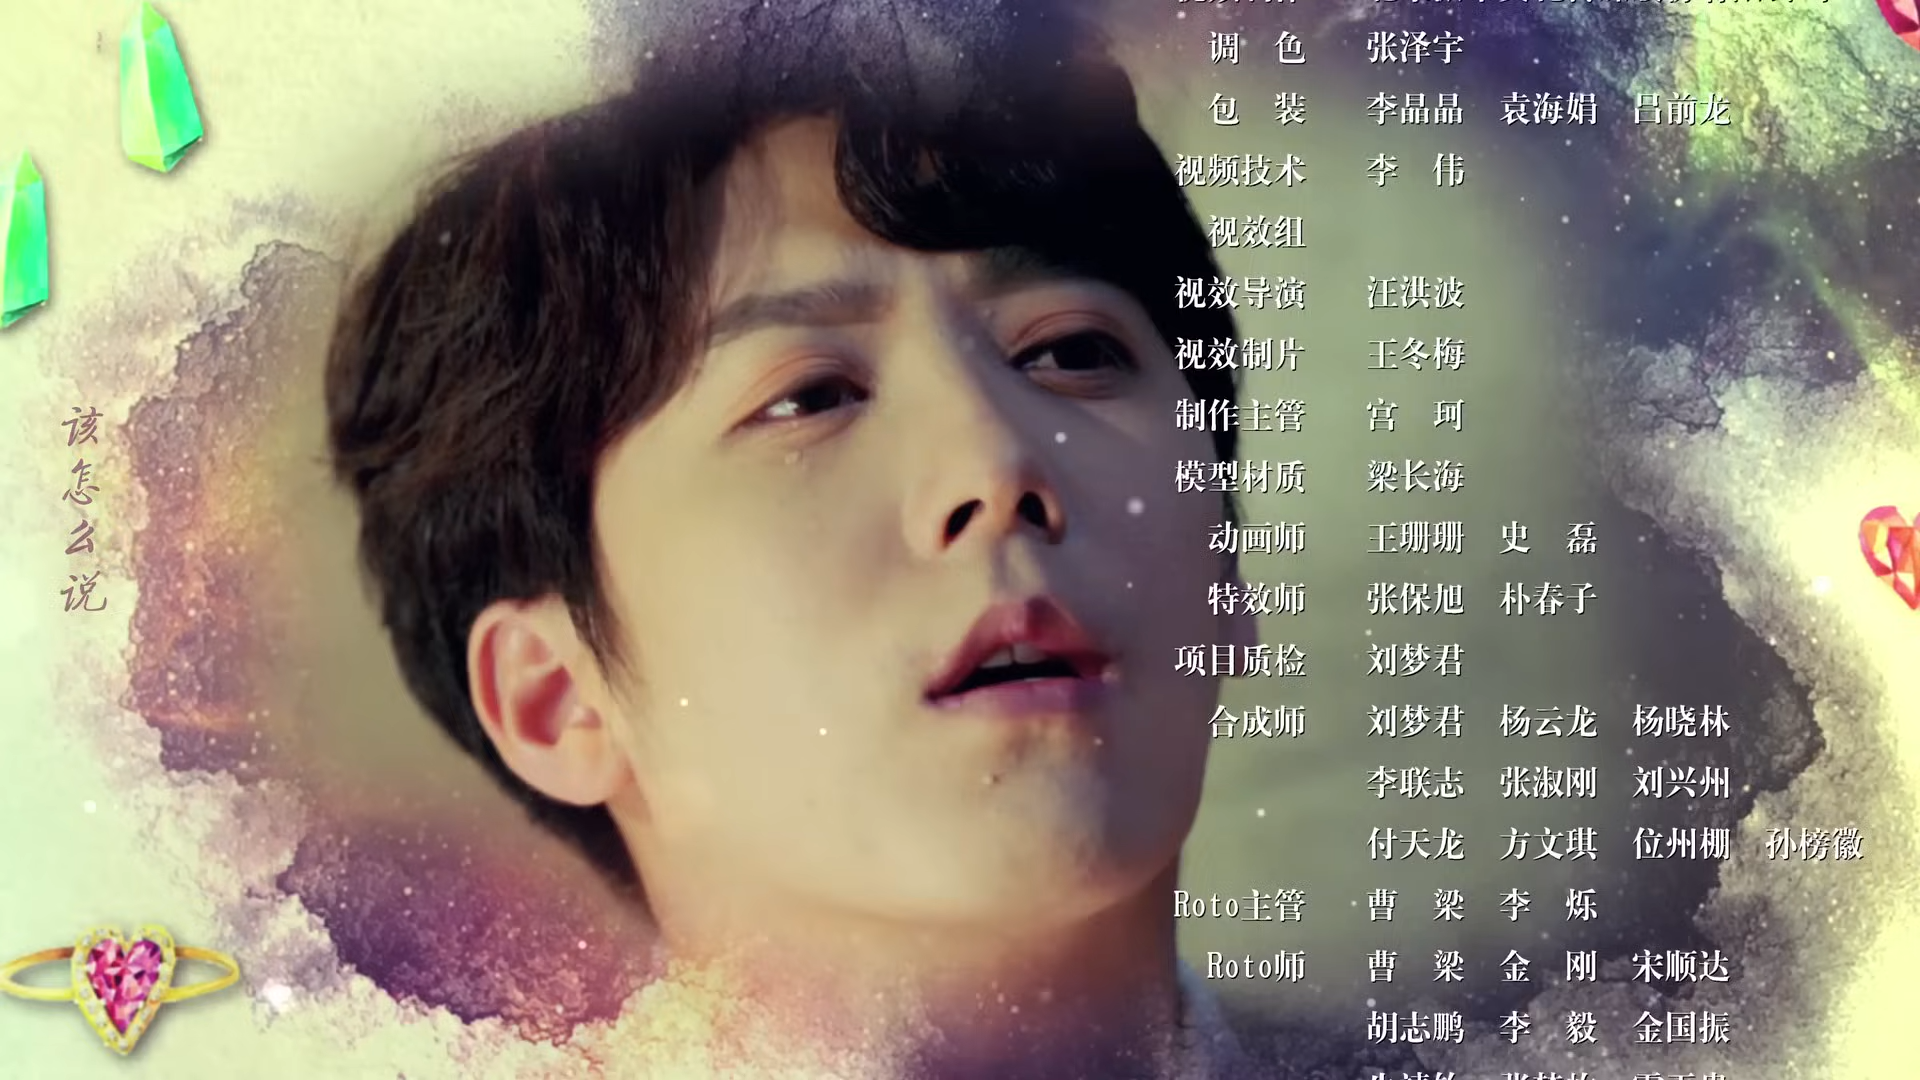 调 色 张泽宇
包 装 李晶晶 袁海娟 吕前龙
视频技术 李 伟
视效组
视效导演 汪洪波
视效制片 王冬梅
制作主管 宫 珂
模型材质 梁长海
动画师 王珊珊 史 磊
特效师 张保旭 朴春子
项目质检 刘梦君
合成师 刘梦君 杨云龙 杨晓林
李联志 张淑刚 刘兴州
付天龙 方文琪 位州棚 孙榜徽
Roto主管 曹 梁 李 烁
Roto师 曹 梁 金 刚 宋顺达
胡志鹏 李 毅 金国振
该怎么说